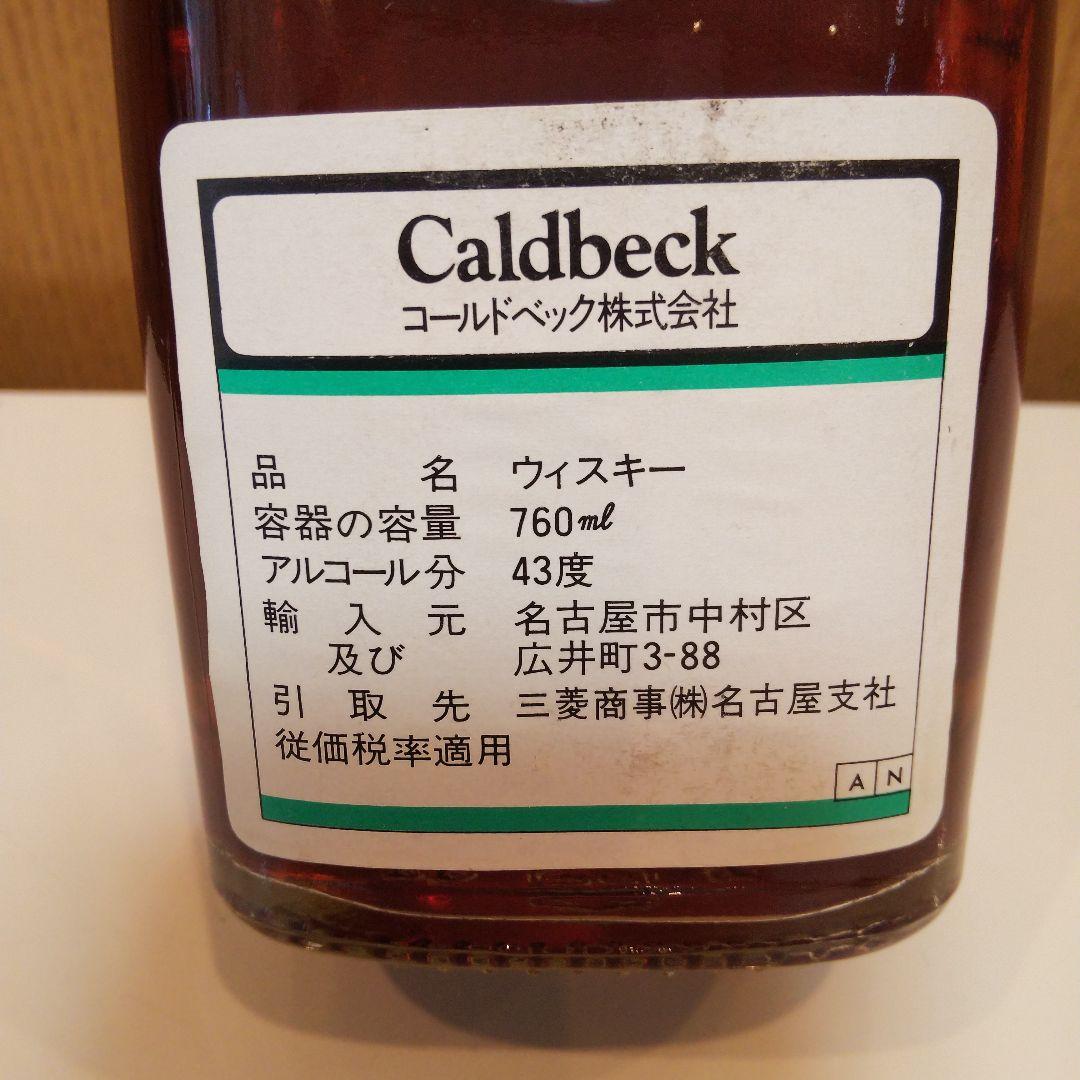 Caldbeck
コールドベック株式会社
品名 ウィスキー
容器の容量 760ml
アルコール分 43度
輸入元 名古屋市中村区
及び 広井町3-88
引取先 三菱商事㈱名古屋支社
従価税率適用
A N